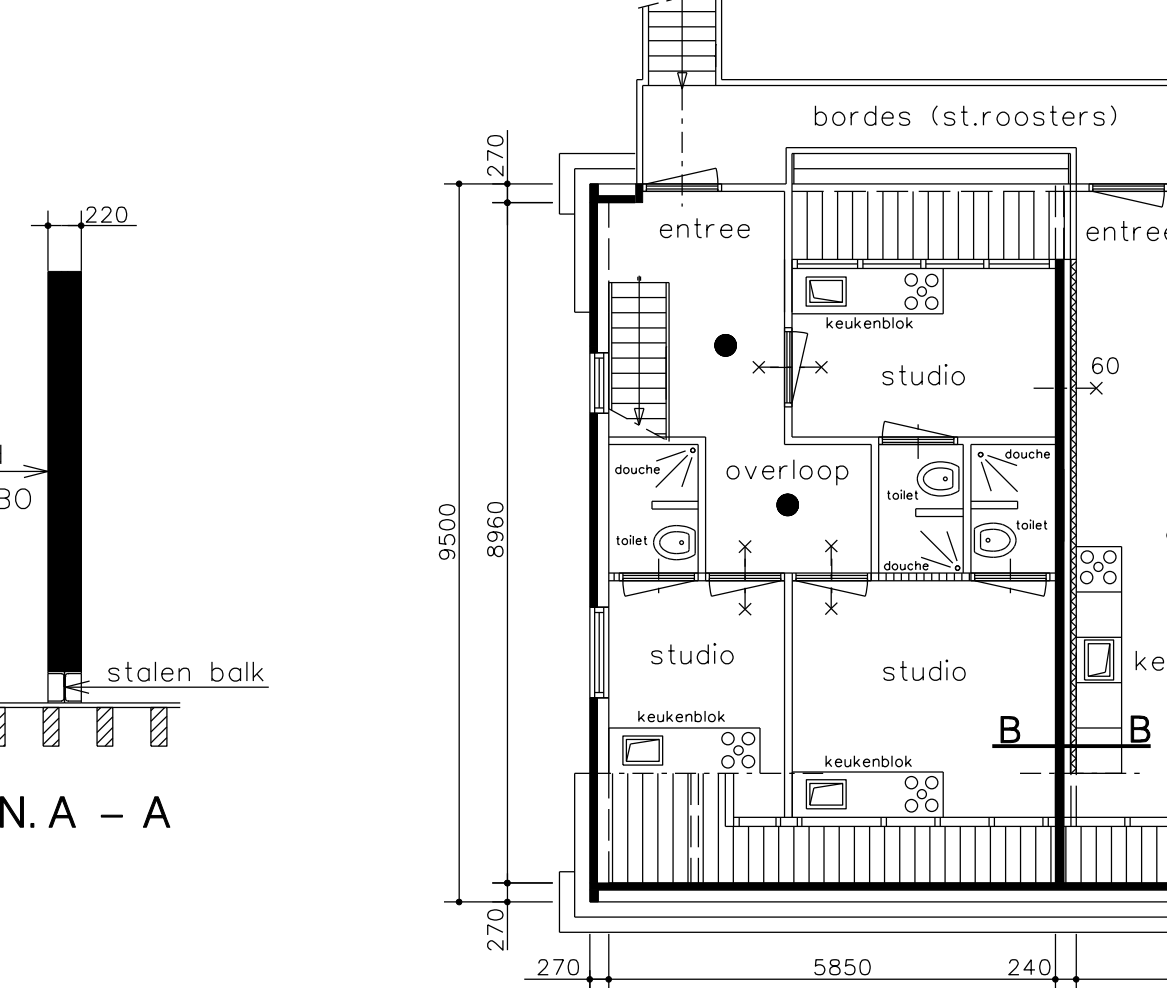 bordes (st.roosters)
270
220
entree
entree
keukenblok
studio
60
douche
overloop
douche
toilet
30
9500
8960
toilet
toilet
douche
studio
studio
ke
stalen balk
keukenblok
B
B
keukenblok
N. A – A
270
270
5850
240